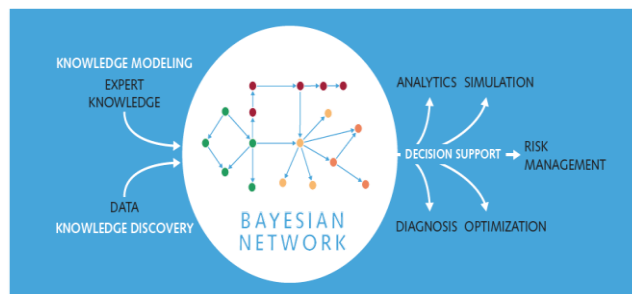 KNOWLEDGE MODELING
EXPERT
KNOWLEDGE
DATA
KNOWLEDGE DISCOVERY
BAYESIAN
NETWORK
ANALYTICS SIMULATION
DECISION SUPPORT
RISK
MANAGEMENT
DIAGNOSIS OPTIMIZATION